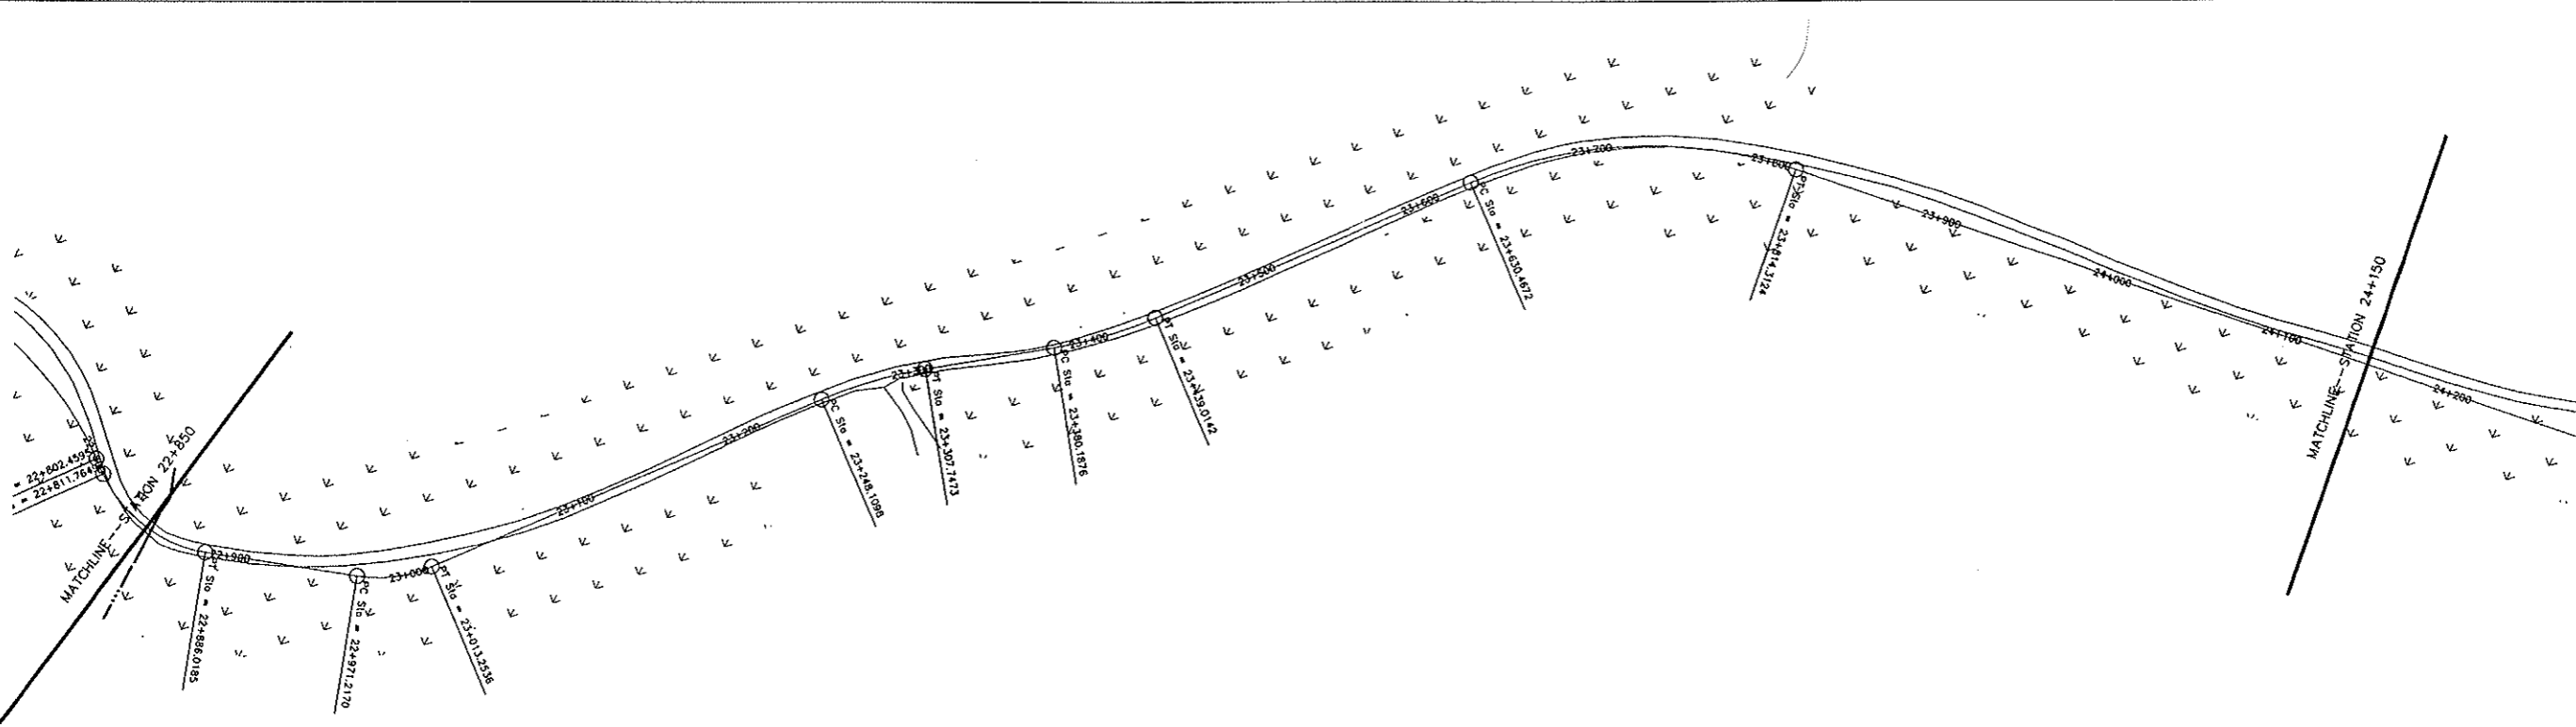 = 22+802.4595
= 22+811.764
MATCHLINE--STATION 22+850
22+900
PT Sta = 22+886.0185
PC Sta = 22+971.2170
23+000
PT Sta = 23+013.2536
23+100
23+200
PC Sta = 23+248.1098
23+300
PT Sta = 23+307.7473
PC Sta = 23+380.1876
23+400
PT Sta = 23+439.0142
23+500
23+600
PC Sta = 23+630.4672
23+700
23+800
PT Sta = 23+814.3124
23+900
24+000
24+100
MATCHLINE--STATION 24+150
24+200